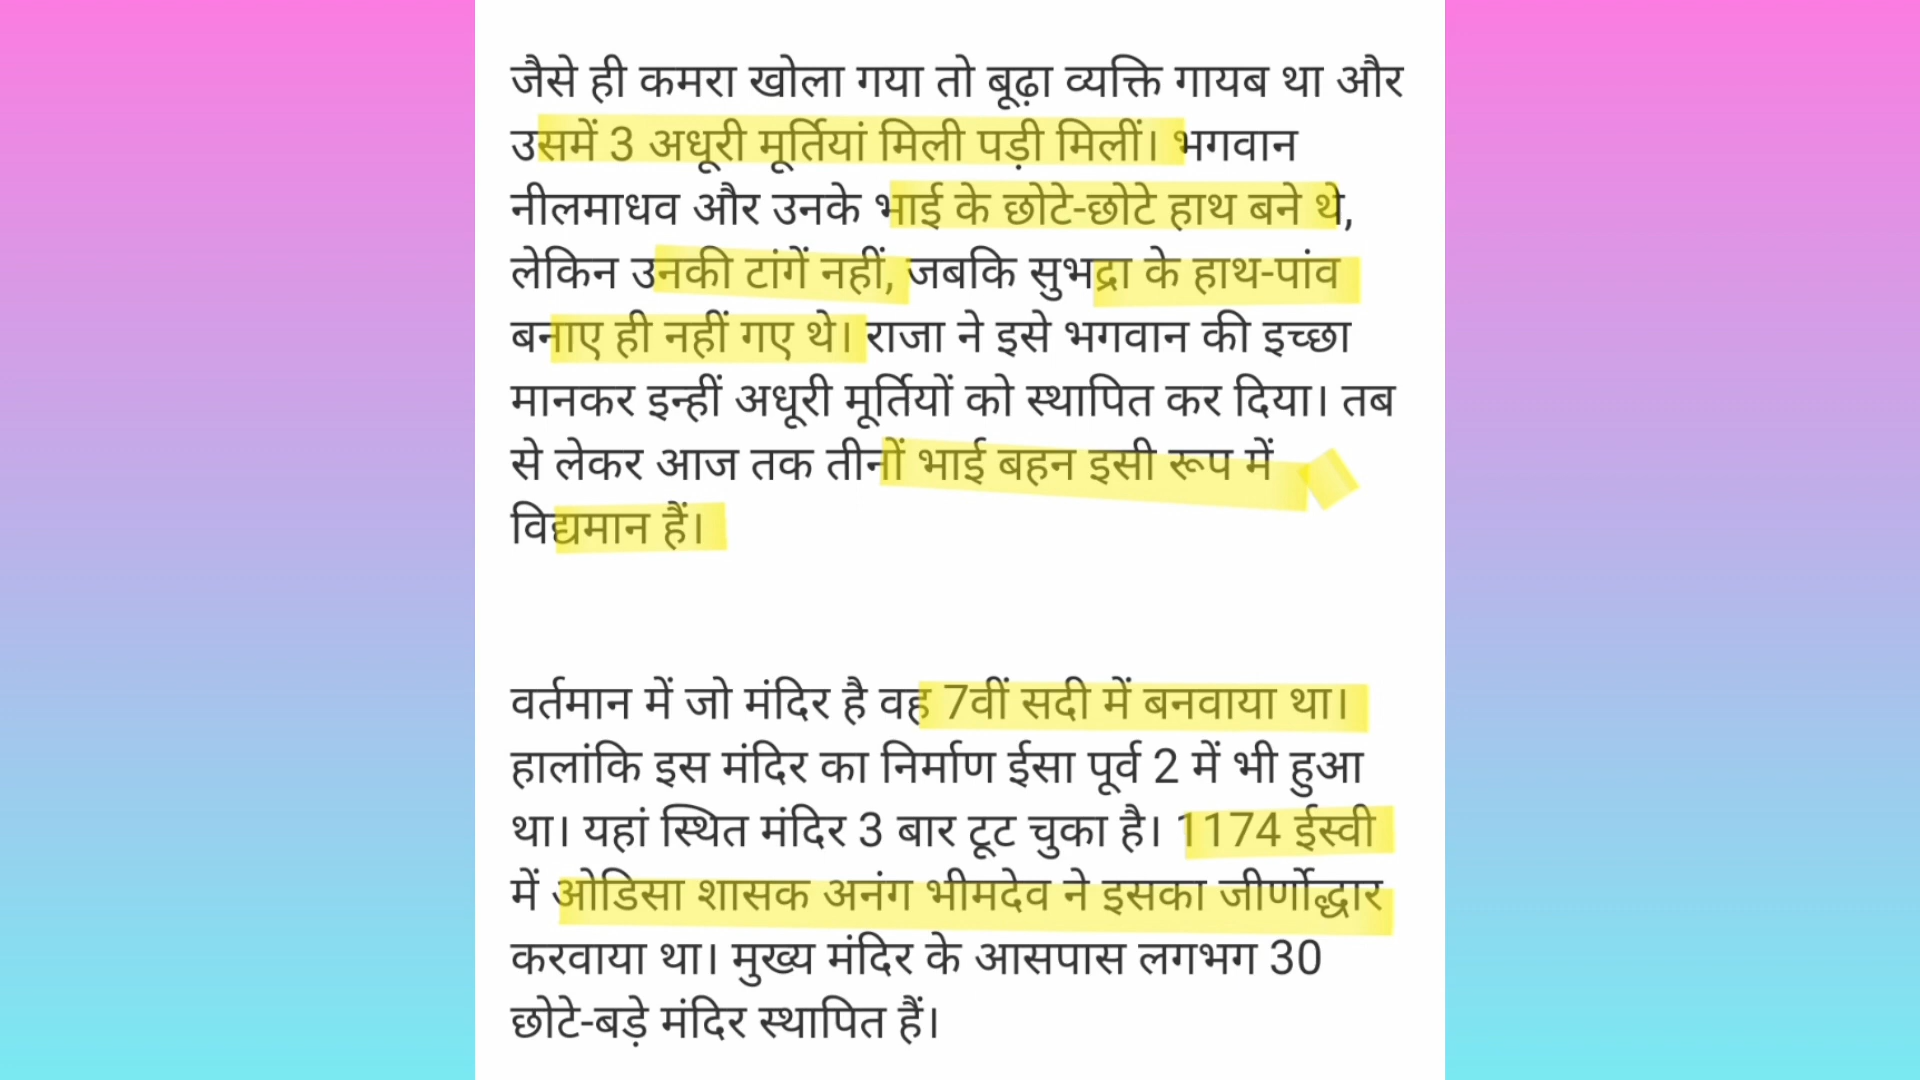 जैसे ही कमरा खोला गया तो बूढ़ा व्यक्ति गायब था और
उसमें 3 अधूरी मूर्तियां मिली पड़ी मिलीं। भगवान
नीलमाधव और उनके भाई के छोटे-छोटे हाथ बने थे,
लेकिन उनकी टांगें नहीं, जबकि सुभद्रा के हाथ-पांव
बनाए ही नहीं गए थे। राजा ने इसे भगवान की इच्छा
मानकर इन्हीं अधूरी मूर्तियों को स्थापित कर दिया। तब
से लेकर आज तक तीनों भाई बहन इसी रूप में
विद्यमान हैं।
वर्तमान में जो मंदिर है वह 7वीं सदी में बनवाया था।
हालांकि इस मंदिर का निर्माण ईसा पूर्व 2 में भी हुआ
था। यहां स्थित मंदिर 3 बार टूट चुका है। 1174 ईस्वी
में ओडिसा शासक अनंग भीमदेव ने इसका जीर्णोद्धार
करवाया था। मुख्य मंदिर के आसपास लगभग 30
छोटे-बड़े मंदिर स्थापित हैं।